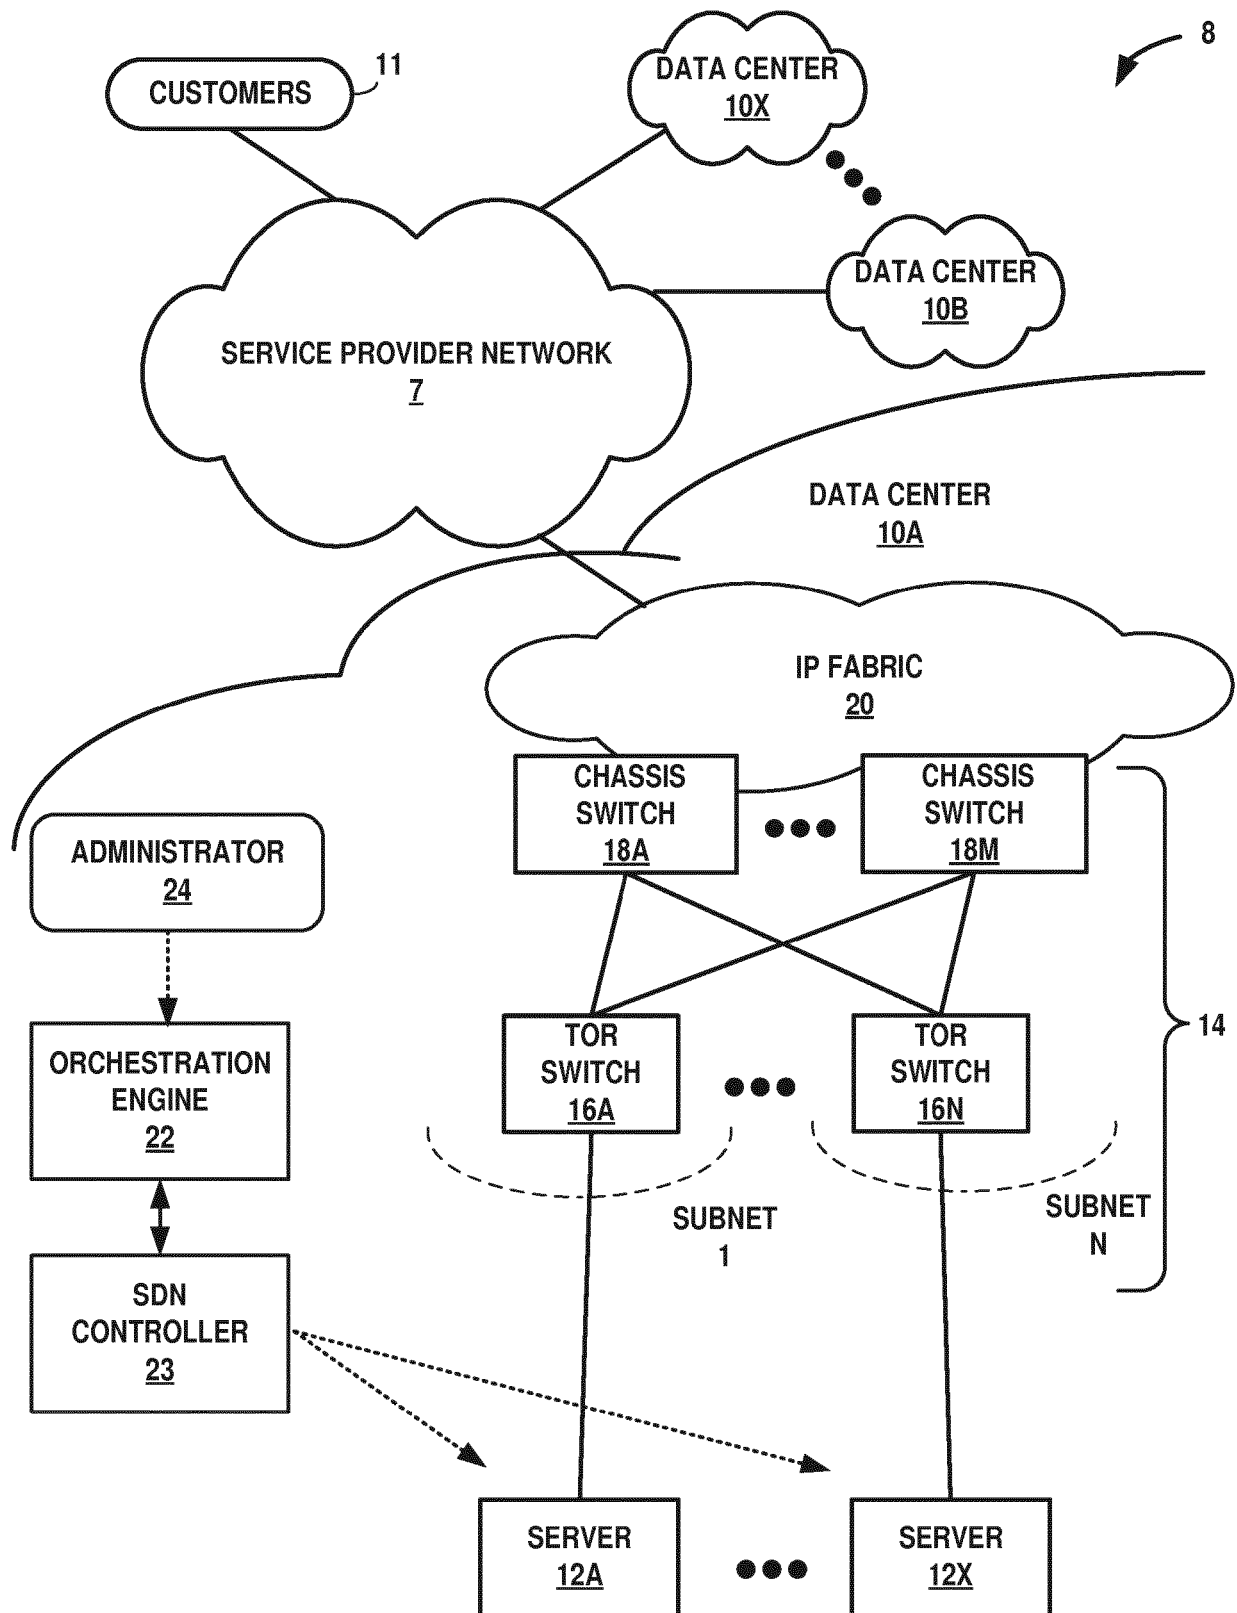 8
11
CUSTOMERS
DATA CENTER
10X
DATA CENTER
10B
SERVICE PROVIDER NETWORK
7
DATA CENTER
10A
IP FABRIC
20
CHASSIS
SWITCH
18A
CHASSIS
SWITCH
18M
ADMINISTRATOR
24
ORCHESTRATION
ENGINE
22
TOR
SWITCH
16A
TOR
SWITCH
16N
14
SUBNET
1
SUBNET
N
SDN
CONTROLLER
23
SERVER
12A
SERVER
12X